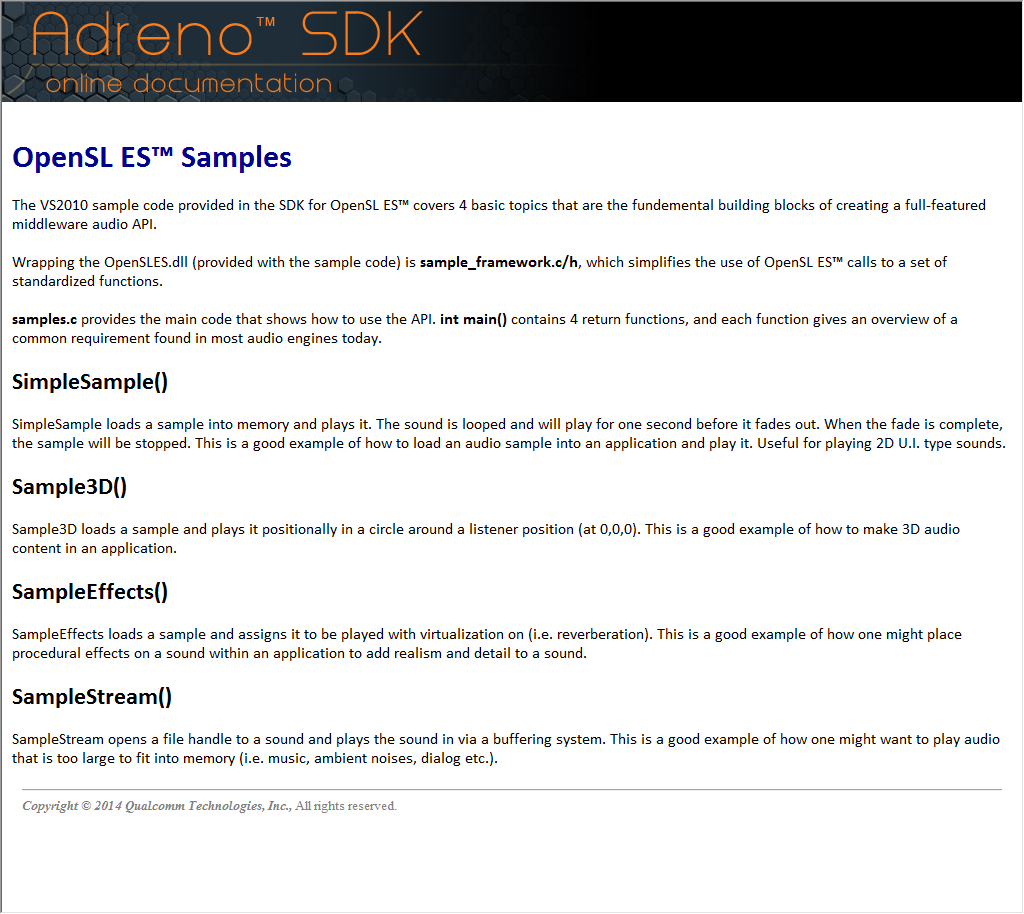 Adreno™ SDK
online documentation
OpenSL ES™ Samples
The VS2010 sample code provided in the SDK for OpenSL ES™ covers 4 basic topics that are the fundemental building blocks of creating a full-featured
middleware audio API.
Wrapping the OpenSLES.dll (provided with the sample code) is sample_framework.c/h, which simplifies the use of OpenSL ES™ calls to a set of
standardized functions.
samples.c provides the main code that shows how to use the API. int main() contains 4 return functions, and each function gives an overview of a
common requirement found in most audio engines today.
SimpleSample()
SimpleSample loads a sample into memory and plays it. The sound is looped and will play for one second before it fades out. When the fade is complete,
the sample will be stopped. This is a good example of how to load an audio sample into an application and play it. Useful for playing 2D U.I. type sounds.
Sample3D()
Sample3D loads a sample and plays it positionally in a circle around a listener position (at 0,0,0). This is a good example of how to make 3D audio
content in an application.
SampleEffects()
SampleEffects loads a sample and assigns it to be played with virtualization on (i.e. reverberation). This is a good example of how one might place
procedural effects on a sound within an application to add realism and detail to a sound.
SampleStream()
SampleStream opens a file handle to a sound and plays the sound in via a buffering system. This is a good example of how one might want to play audio
that is too large to fit into memory (i.e. music, ambient noises, dialog etc.).
Copyright © 2014 Qualcomm Technologies, Inc., All rights reserved.